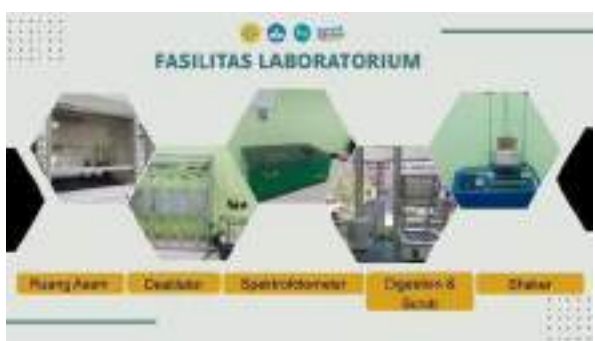 FASILITAS LABORATORIUM
Ruang Asam
Destilator
Spektrofotometer
Digestion &
Scrub
Shaker